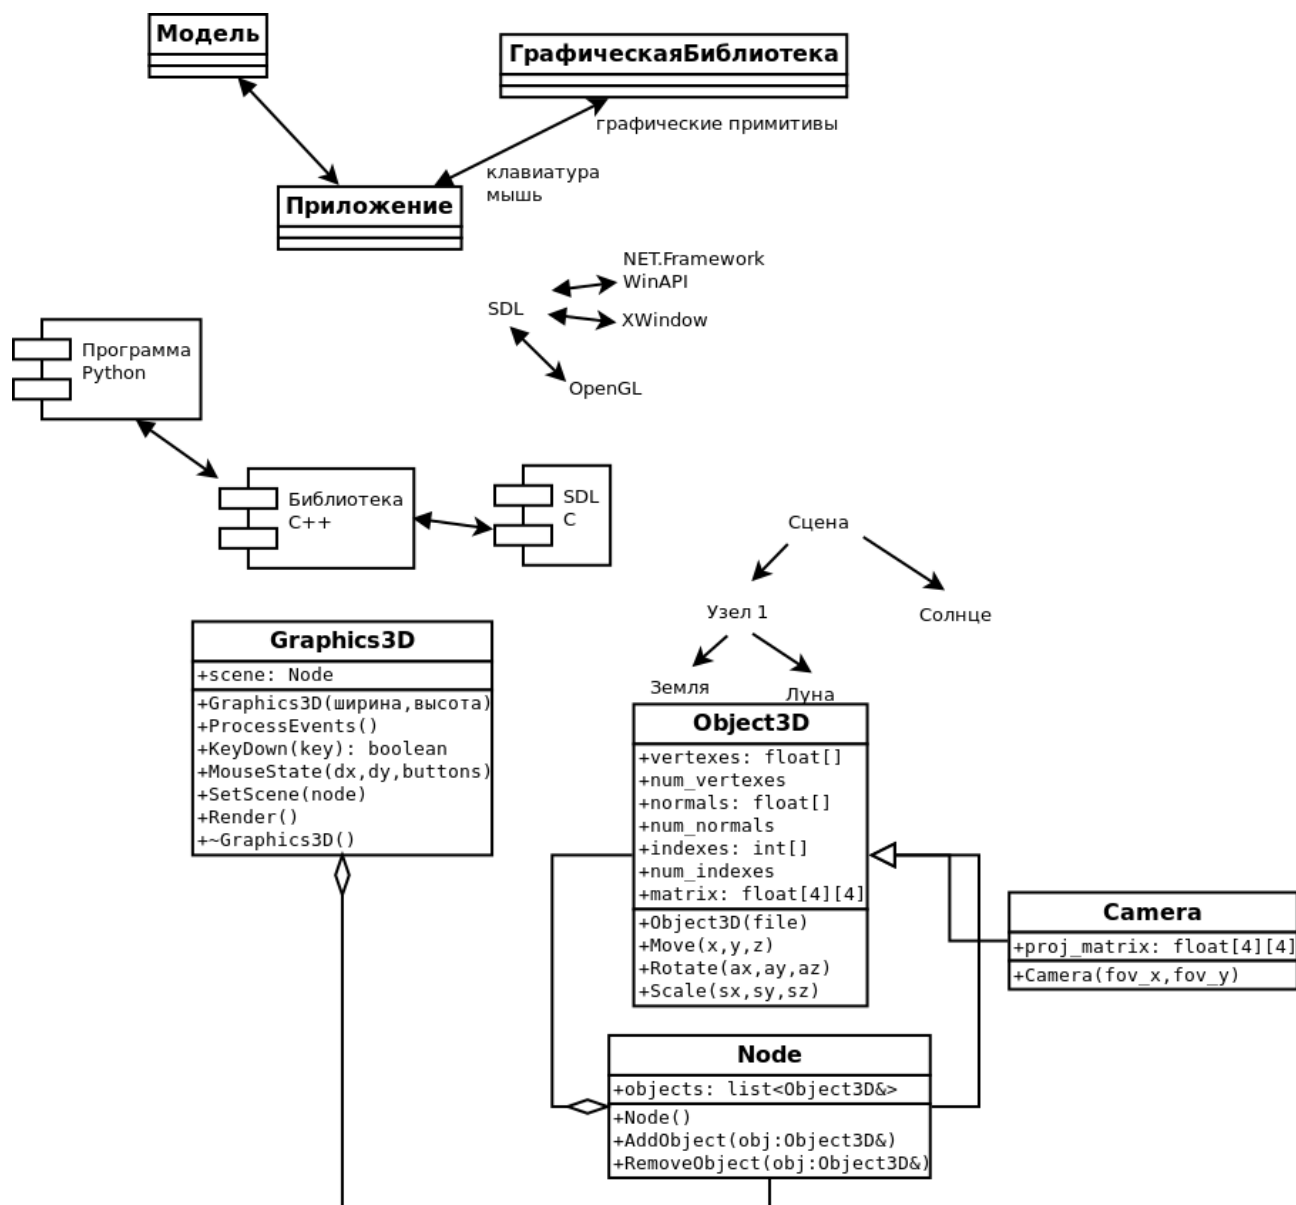 Модель
ГрафическаяБиблиотека
графические примитивы
клавиатура
мышь
Приложение
NET.Framework
WinAPI
SDL
XWindow
OpenGL
Программа
Python
Библиотека
C++
SDL
C
Сцена
Узел 1
Солнце
Земля
Луна
Graphics3D
+scene: Node
+Graphics3D(ширина,высота)
+ProcessEvents()
+KeyDown(key): boolean
+MouseState(dx,dy,buttons)
+SetScene(node)
+Render()
+~Graphics3D()
Object3D
+vertexes: float[]
+num_vertexes
+normals: float[]
+num_normals
+indexes: int[]
+num_indexes
+matrix: float[4][4]
+Object3D(file)
+Move(x,y,z)
+Rotate(ax,ay,az)
+Scale(sx,sy,sz)
Camera
+proj_matrix: float[4][4]
+Camera(fov_x,fov_y)
Node
+objects: list<Object3D&>
+Node()
+AddObject(obj:Object3D&)
+RemoveObject(obj:Object3D&)